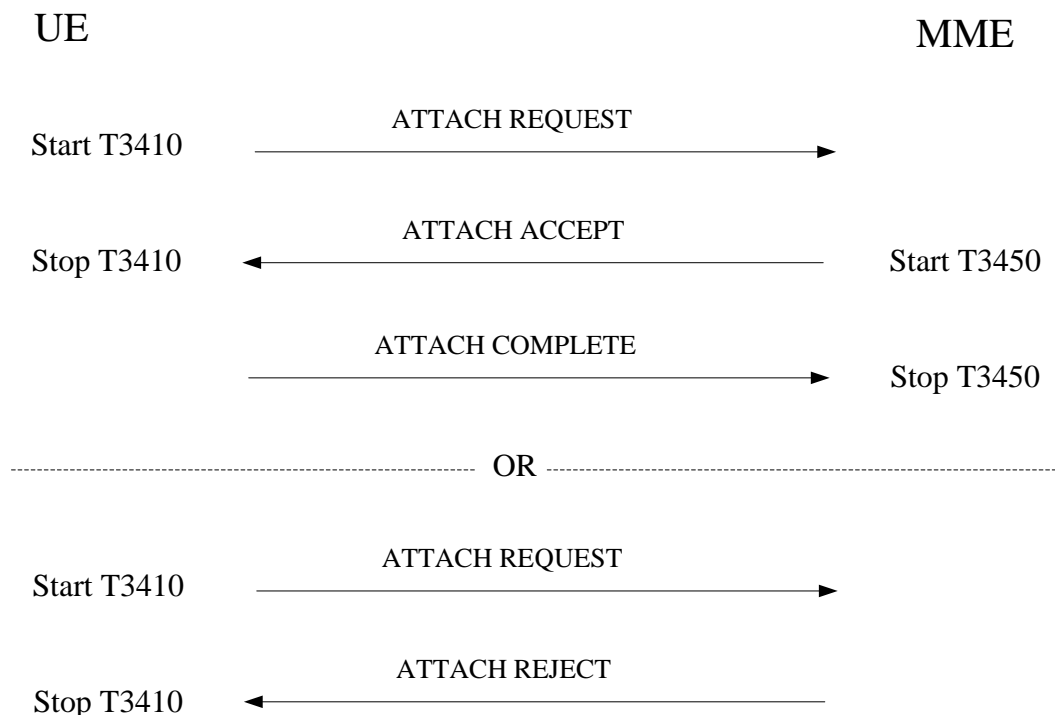 UE MME
ATTACH REQUEST
Start T3410
ATTACH ACCEPT
Stop T3410 Start T3450
ATTACH COMPLETE
Stop T3450
OR
ATTACH REQUEST
Start T3410
ATTACH REJECT
Stop T3410